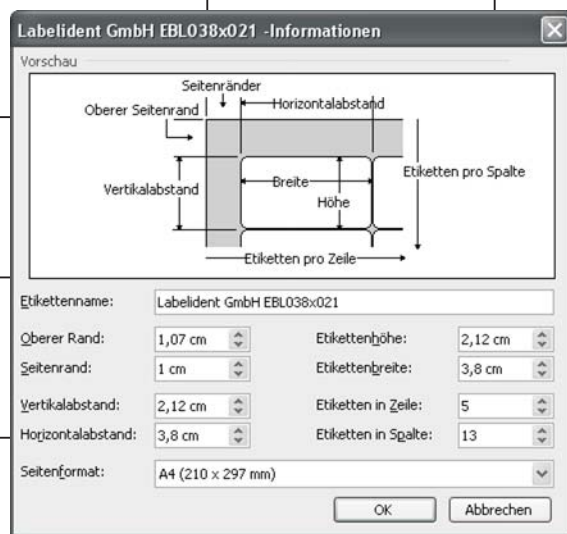 Labelident GmbH EBL038x021 -Informationen
Vorschau
Seitenränder
Oberer Seitenrand
Horizontalabstand
Vertikalabstand
Breite
Höhe
Etiketten pro Spalte
Etiketten pro Zeile
Etikettenname: Labelident GmbH EBL038x021
Oberer Rand: 1,07 cm Etikettenhöhe: 2,12 cm
Seitenrand: 1 cm Etikettenbreite: 3,8 cm
Vertikalabstand: 2,12 cm Etiketten in Zeile: 5
Horizontalabstand: 3,8 cm Etiketten in Spalte: 13
Seitenformat: A4 (210 x 297 mm)
OK Abbrechen